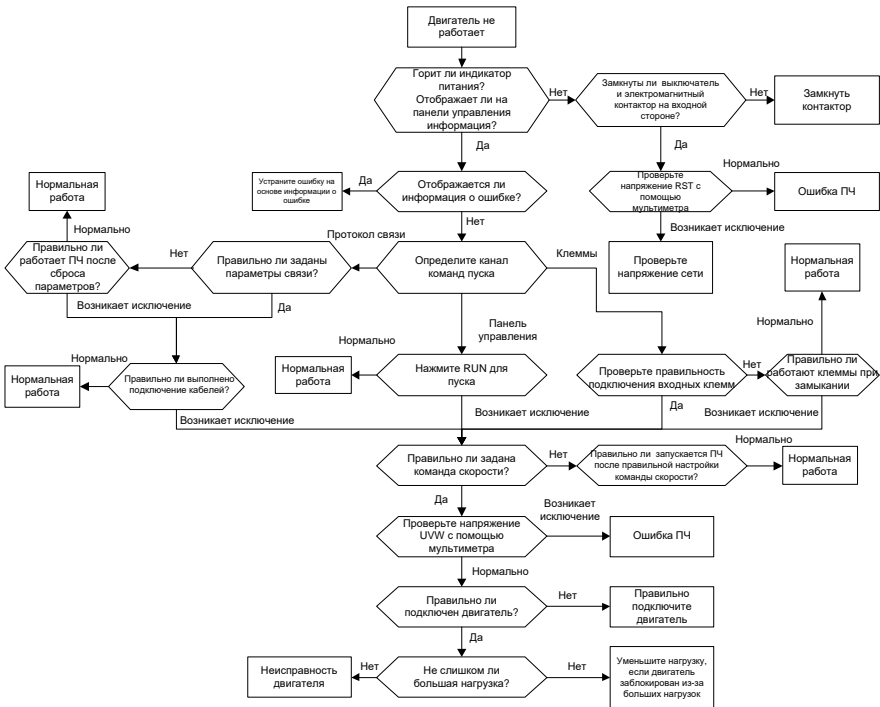 Двигатель не
работает
Горит ли индикатор
питания?
Отображает ли на
панели управления
информация?
Нет
Замкнуты ли выключатель
и электромагнитный
контактор на входной
стороне?
Нет
Замкнуть
контактор
Да
Да
Нормально
Устраните ошибку на
основе информации о
ошибке
Да
Отображается ли
информация о ошибке?
Проверьте
напряжение RST с
помощью
мультиметра
Ошибка ПЧ
Нормальная
работа
Нормально
Нет
Возникает исключение
Протокол связи
Правильно ли
работает ПЧ после
сброса
параметров?
Нет
Правильно ли заданы
параметры связи?
Определите канал
команд пуска
Клеммы
Проверьте
напряжение сети
Нормальная
работа
Возникает исключение
Да
Панель
управления
Нормально
Нормально
Нормально
Нормальная
работа
Правильно ли выполнено
подключение кабелей?
Нормальная
работа
Нажмите RUN для
пуска
Проверьте правильность
подключения входных клемм
Нет
Правильно ли
работают клеммы при
замыкании
Возникает исключение
Возникает исключение
Да
Возникает исключение
Правильно ли задана
команда скорости?
Нет
Правильно ли запускается ПЧ
после правильной настройки
команды скорости?
Нормально
Нормальная
работа
Да
Возникает
исключение
Проверьте напряжение
UVW с помощью
мультиметра
Ошибка ПЧ
Нормально
Правильно ли
подключен двигатель?
Нет
Правильно
подключите
двигатель
Да
Неисправность
двигателя
Нет
Не слишком ли
большая нагрузка?
Нет
Уменьшите нагрузку,
если двигатель
заблокирован из-за
больших нагрузок